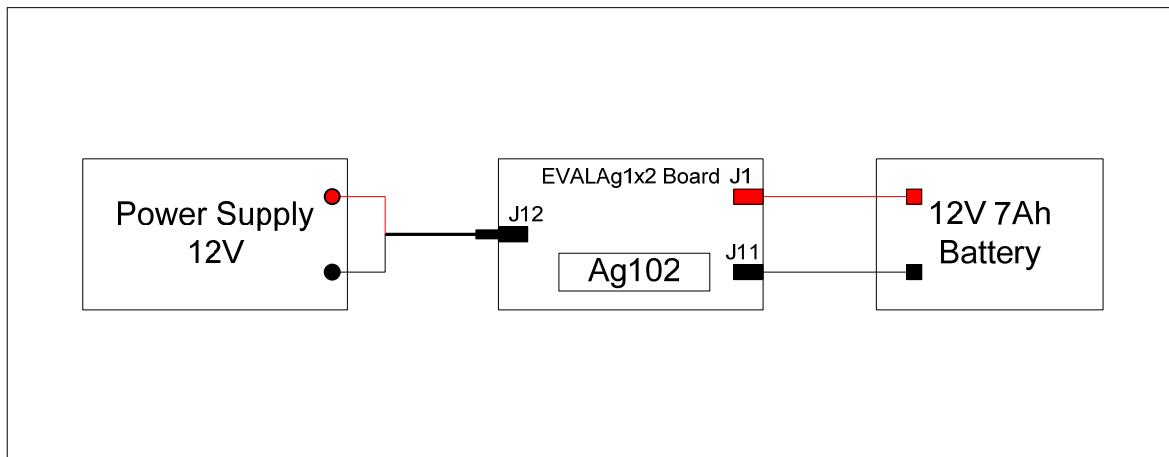 Power Supply
12V
J12
EVALAg1x2 Board
J1
Ag102
J11
12V 7Ah
Battery